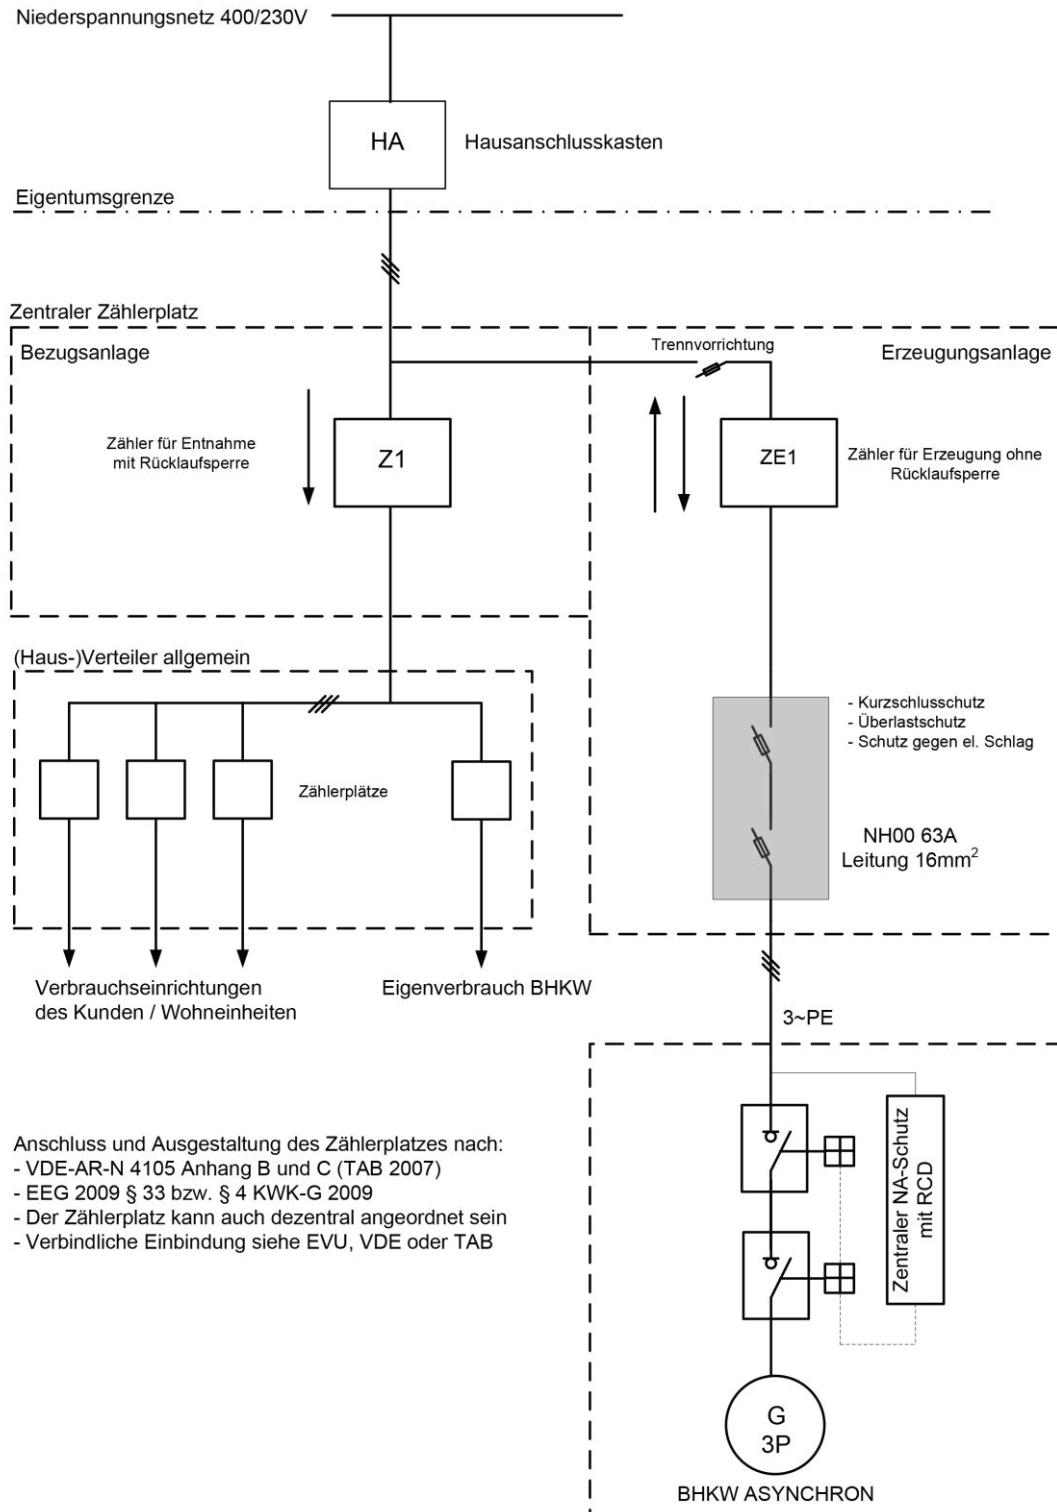 Niederspannungsnetz 400/230V
HA
Hausanschlusskasten
Eigentumsgrenze
Zentraler Zählerplatz
Bezugsanlage
Trennvorrichtung
Erzeugungsanlage
Zähler für Entnahme
mit Rücklaufsperre
Z1
ZE1
Zähler für Erzeugung ohne
Rücklaufsperre
(Haus-)Verteiler allgemein
Zählerplätze
- Kurzschlusschutz
- Überlastschutz
- Schutz gegen el. Schlag
NH00 63A
Leitung 16mm²
Verbrauchseinrichtungen
des Kunden / Wohneinheiten
Eigenverbrauch BHKW
3~PE
Anschluss und Ausgestaltung des Zählerplatzes nach:
- VDE-AR-N 4105 Anhang B und C (TAB 2007)
- EEG 2009 § 33 bzw. § 4 KWK-G 2009
- Der Zählerplatz kann auch dezentral angeordnet sein
- Verbindliche Einbindung siehe EVU, VDE oder TAB
Zentraler NA-Schutz
mit RCD
G
3P
BHKW ASYNCHRON